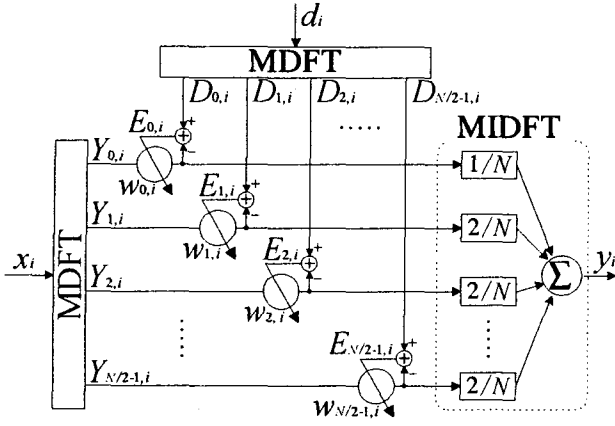 d_i
MDFT
D_{0,i} D_{1,i} D_{2,i} D_{N/2-1,i}
.....
MIDFT
E_{0,i} + −
Y_{0,i} w_{0,i} 1/N
E_{1,i} + −
Y_{1,i} w_{1,i} 2/N
x_i MDFT
E_{2,i} + −
Y_{2,i} w_{2,i} 2/N
Σ y_i
E_{N/2-1,i} + −
Y_{N/2-1,i} w_{N/2-1,i} 2/N